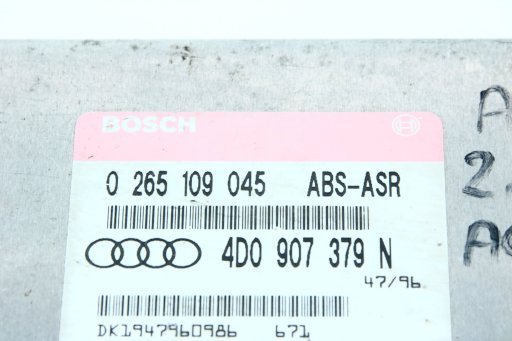 BOSCH
0 265 109 045 ABS-ASR
4D0 907 379 N
47/96
DK1947960986 671
2.